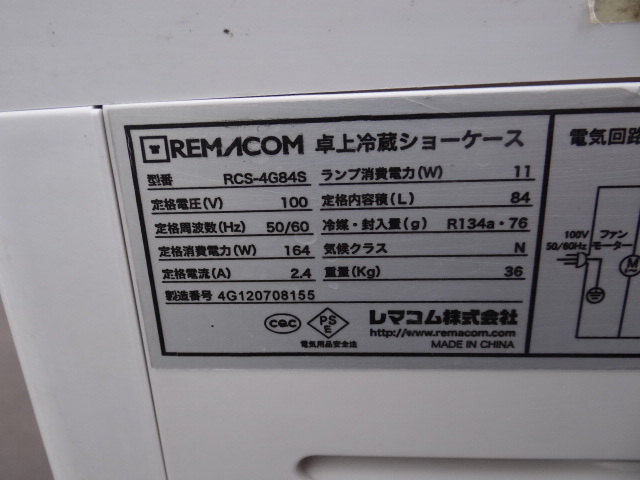 REMACOM 卓上冷蔵ショーケース
型番 RCS-4G84S
定格電圧(V) 100
定格周波数(Hz) 50/60
定格消費電力(W) 164
定格電流(A) 2.4
製造番号 4G120708155
ランプ消費電力(W) 11
定格内容積(L) 84
冷媒・封入量(g) R134a・76
気候クラス N
重量(Kg) 36
cec
PS
E
電気用品安全法
レマコム株式会社
http://www.remacom.com
MADE IN CHINA
電気回路
100V
50/60Hz
ファン
モーター
M